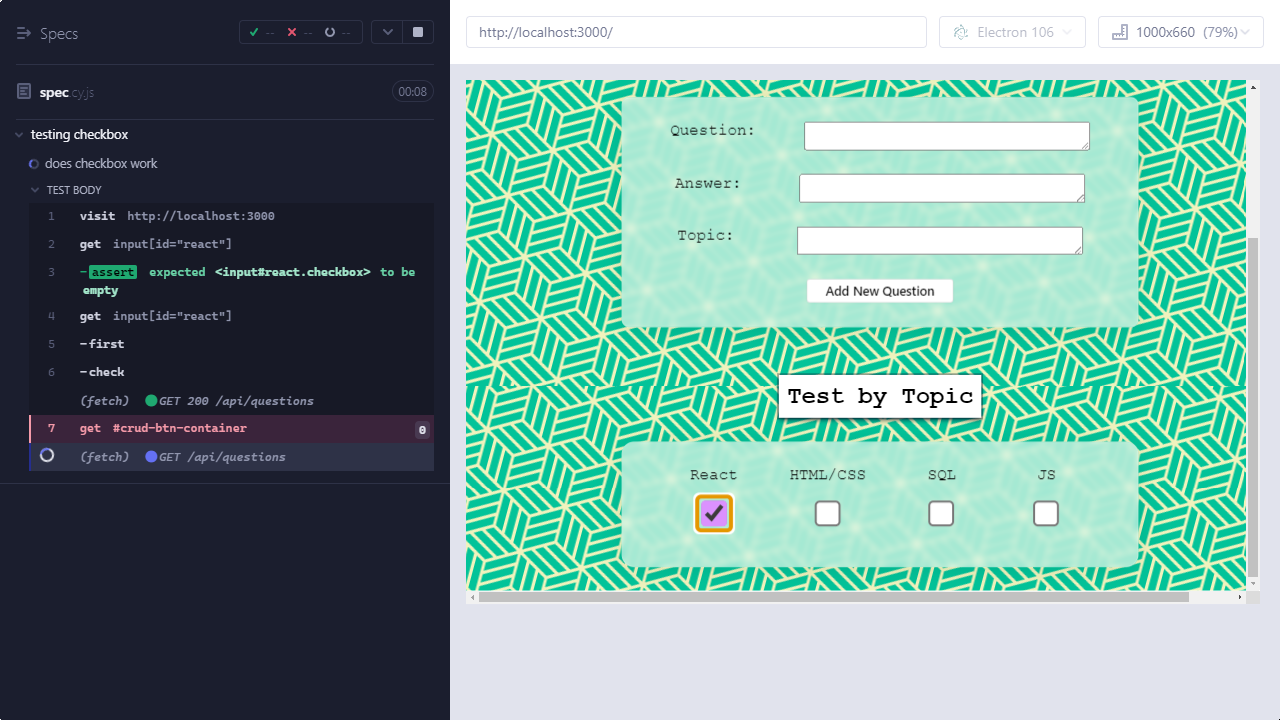 Specs
--
--
--
http://localhost:3000/
Electron 106
1000x660 (79%)
spec.cy.js
00:08
testing checkbox
does checkbox work
TEST BODY
1 visit http://localhost:3000
2 get input[id="react"]
3 -assert expected <input#react.checkbox> to be
empty
4 get input[id="react"]
5 -first
6 -check
(fetch) GET 200 /api/questions
7 get #crud-btn-container 0
(fetch) GET /api/questions
Question:
Answer:
Topic:
Add New Question
Test by Topic
React HTML/CSS SQL JS